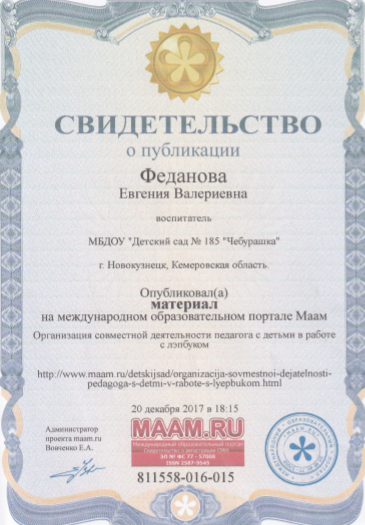 СВИДЕТЕЛЬСТВО
о публикации
Феданова
Евгения Валериевна
воспитатель
МБДОУ "Детский сад № 185 "Чебурашка"
г. Новокузнецк, Кемеровская область.
Опубликовал(а)
материал
на международном образовательном портале Маам
Организация совместной деятельности педагога с детьми в работе
с лэпбуком
http://www.maam.ru/detskijsad/organizacija-sovmestnoi-dejatelnosti-
pedagoga-s-detmi-v-rabote-s-lyepbukom.html
20 декабря 2017 в 18:15
Администратор
проекта maam.ru
Вовченко Е.А.
MAAM.RU
Международный образовательный портал
Свидетельство о регистрации СМИ
ЭЛ № ФС 77 - 57008
ISSN 2587-9545
811558-016-015